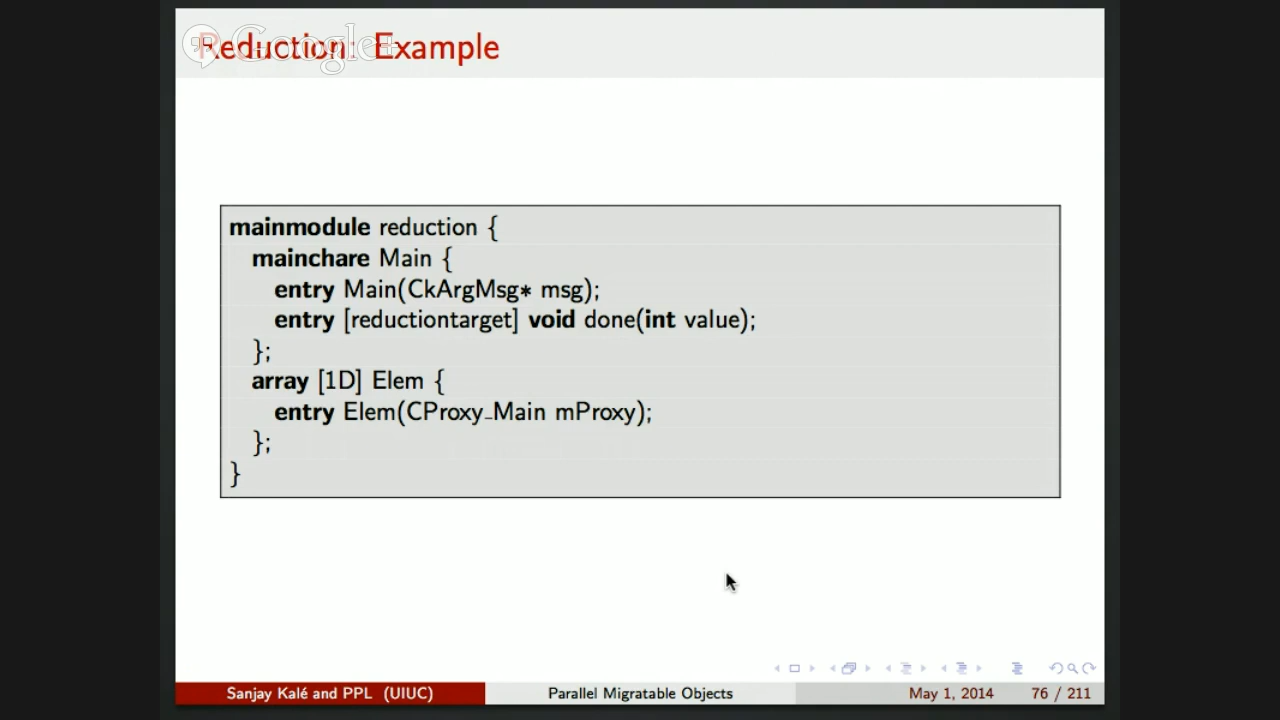 Reduction: Example
Google+
mainmodule reduction {
mainchare Main {
entry Main(CkArgMsg* msg);
entry [reductiontarget] void done(int value);
};
array [1D] Elem {
entry Elem(CProxy_Main mProxy);
};
}
Sanjay Kalé and PPL (UIUC)
Parallel Migratable Objects
May 1, 2014
76 / 211